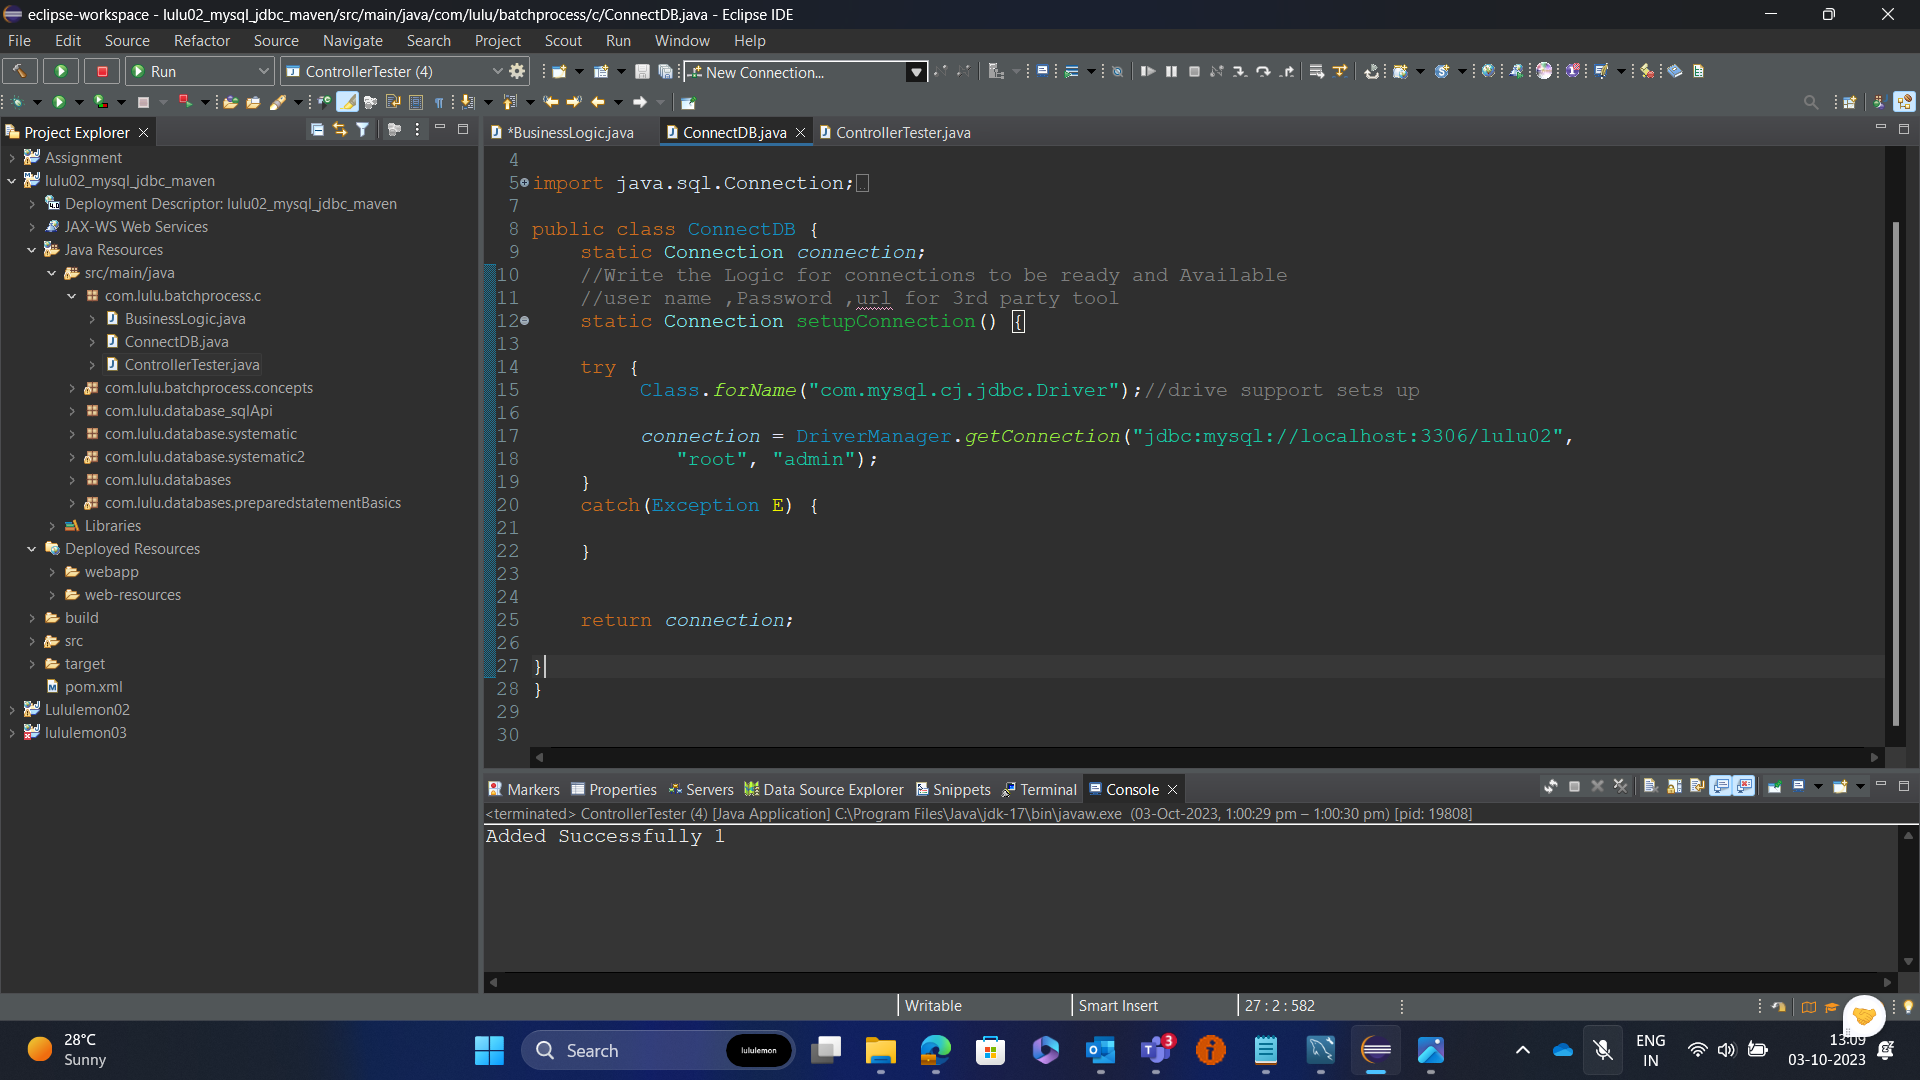 eclipse-workspace - lulu02_mysql_jdbc_maven/src/main/java/com/lulu/batchprocess/c/ConnectDB.java - Eclipse IDE
File Edit Source Refactor Source Navigate Search Project Scout Run Window Help
Run ControllerTester (4) New Connection...
Project Explorer
*BusinessLogic.java ConnectDB.java ControllerTester.java
Assignment
lulu02_mysql_jdbc_maven
Deployment Descriptor: lulu02_mysql_jdbc_maven
JAX-WS Web Services
Java Resources
src/main/java
com.lulu.batchprocess.c
BusinessLogic.java
ConnectDB.java
ControllerTester.java
com.lulu.batchprocess.concepts
com.lulu.database_sqlApi
com.lulu.database.systematic
com.lulu.database.systematic2
com.lulu.databases
com.lulu.databases.preparedstatementBasics
Libraries
Deployed Resources
webapp
web-resources
build
src
target
pom.xml
Lululemon02
lululemon03
4
5 import java.sql.Connection;
7
8 public class ConnectDB {
9 static Connection connection;
10 //Write the Logic for connections to be ready and Available
11 //user name ,Password ,url for 3rd party tool
12 static Connection setupConnection() {
13
14 try {
15 Class.forName("com.mysql.cj.jdbc.Driver");//drive support sets up
16
17 connection = DriverManager.getConnection("jdbc:mysql://localhost:3306/lulu02",
18 "root", "admin");
19 }
20 catch(Exception E) {
21
22 }
23
24
25 return connection;
26
27 }
28 }
29
30
Markers Properties Servers Data Source Explorer Snippets Terminal Console
<terminated> ControllerTester (4) [Java Application] C:\Program Files\Java\jdk-17\bin\javaw.exe (03-Oct-2023, 1:00:29 pm – 1:00:30 pm) [pid: 19808]
Added Successfully 1
Writable Smart Insert 27 : 2 : 582
28°C
Sunny
Search
lululemon
3
ENG
IN
13:09
03-10-2023